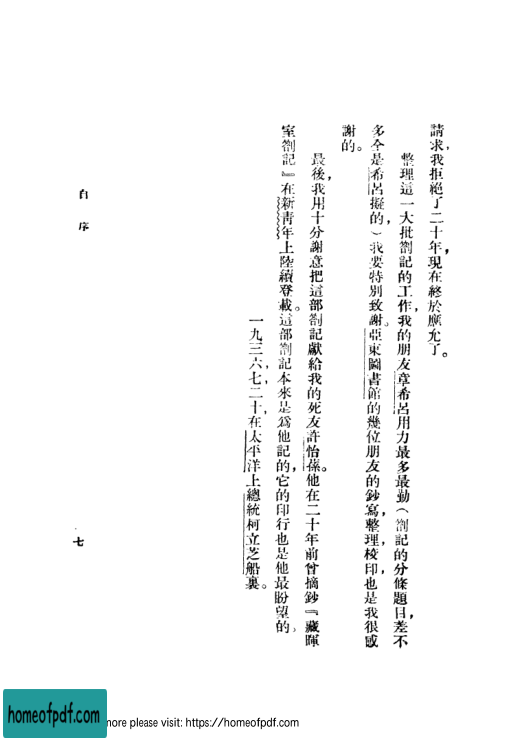 請求，我拒絕了二十年，現在終於應允了。
整理這一大批劄記的工作，我的朋友章希呂用力最多最勤（劄記的分條題目，差不
多全是希呂擬的，）我要特別致謝。亞東圖書館的幾位朋友的鈔寫，整理，校印，也是我很感
謝的。
最後，我用十分謝意把這部劄記獻給我的死友許怡蓀。他在二十年前曾摘鈔『藏暉
室劄記』在新青年上陸續登載。這部劄記本來是爲他記的，它的印行也是他最盼望的。
一九三六，七，二十，在太平洋上總統柯立芝船裏。
自序
七
homeofpdf.com
more please visit: https://homeofpdf.com